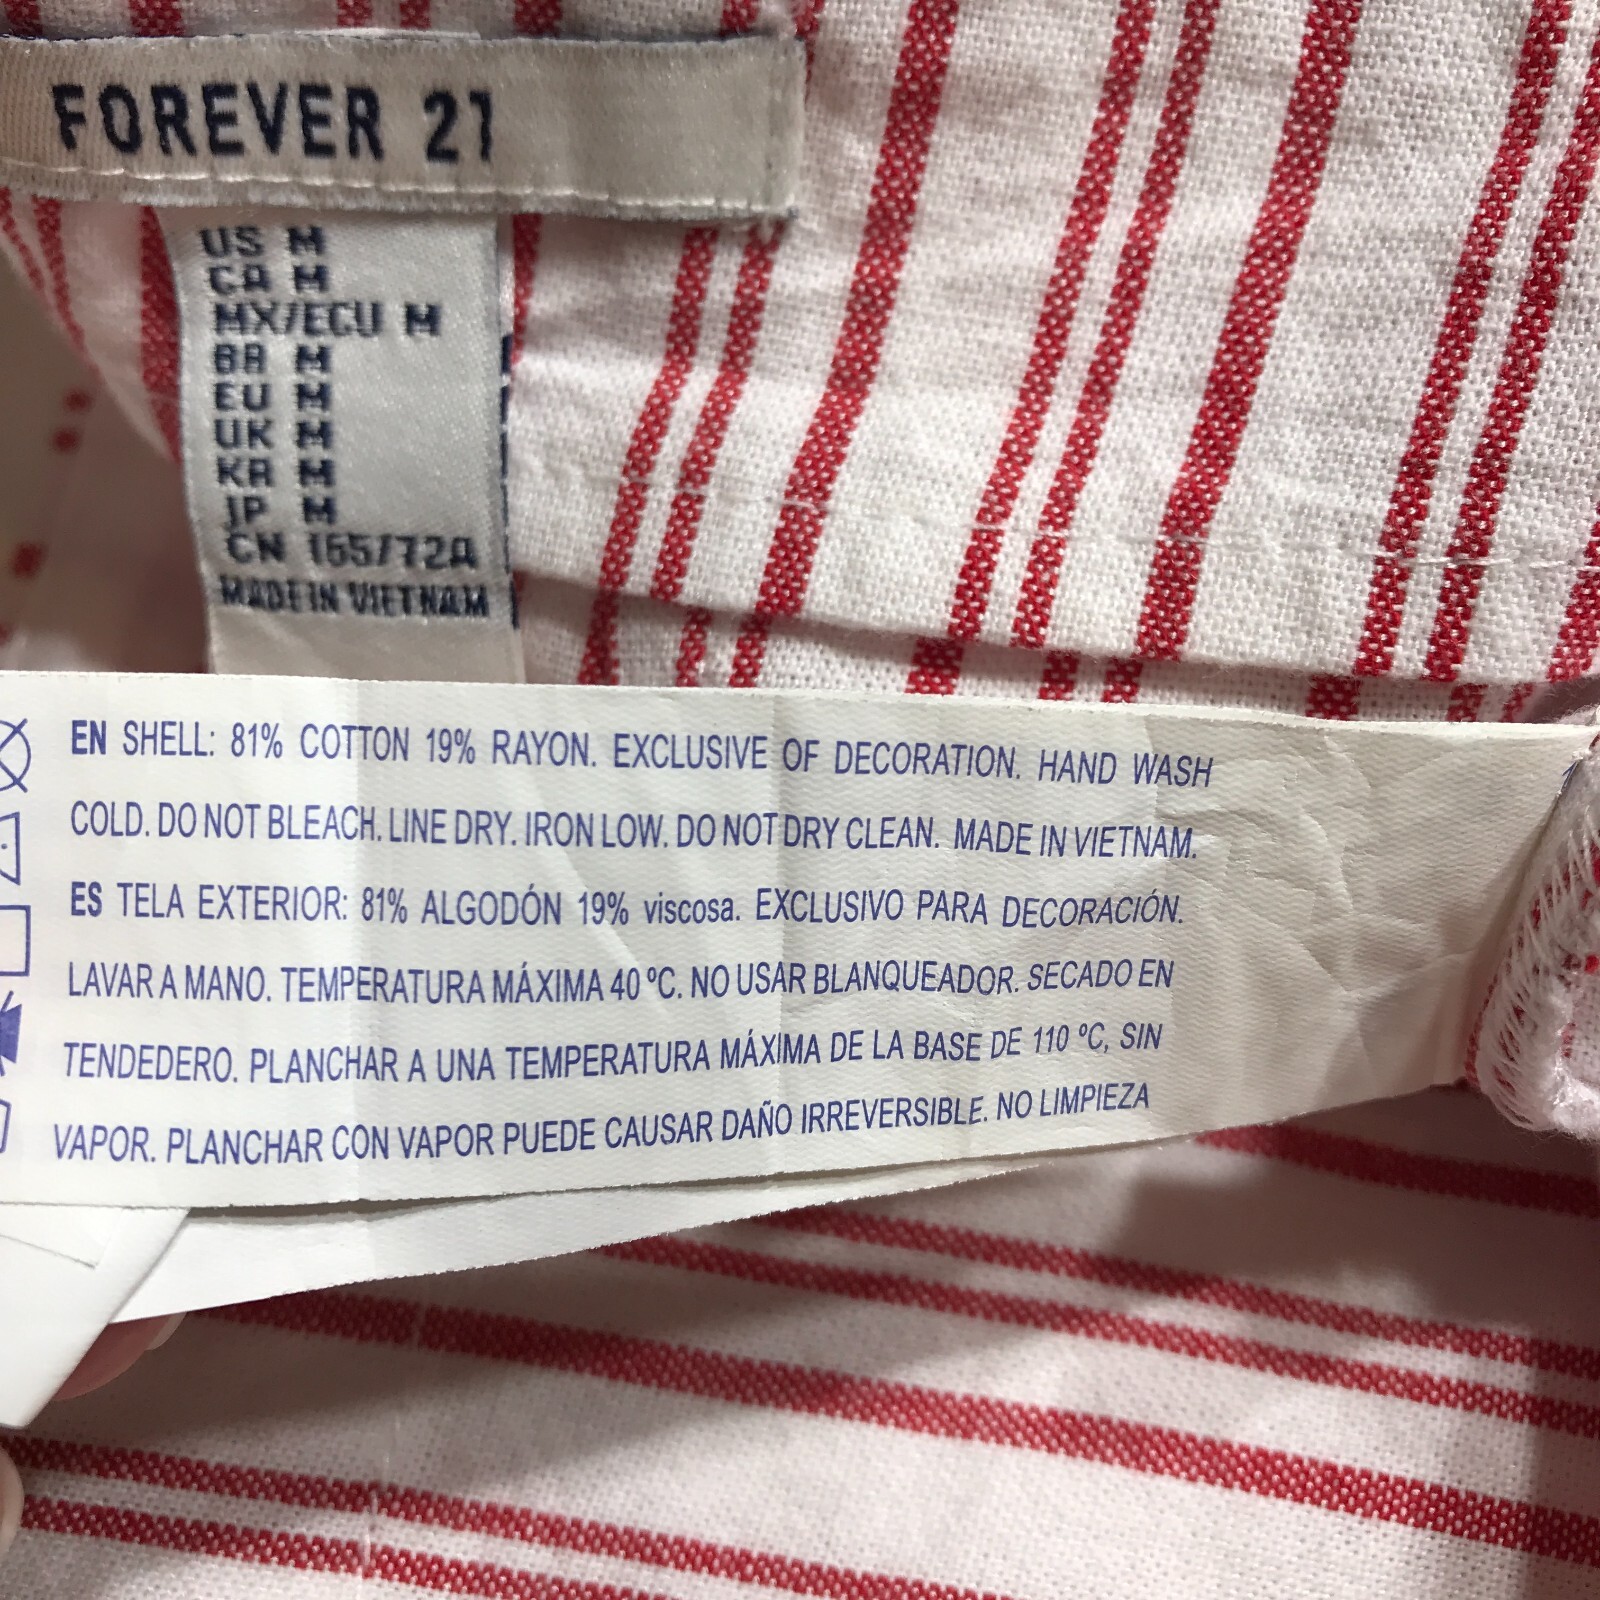 FOREVER 21
US M
CA M
MX/ECU M
BR M
EU M
UK M
KR M
JP M
CN 165/72A
MADE IN VIETNAM
EN SHELL: 81% COTTON 19% RAYON. EXCLUSIVE OF DECORATION. HAND WASH
COLD. DO NOT BLEACH. LINE DRY. IRON LOW. DO NOT DRY CLEAN. MADE IN VIETNAM.
ES TELA EXTERIOR: 81% ALGODÓN 19% viscosa. EXCLUSIVO PARA DECORACIÓN.
LAVAR A MANO. TEMPERATURA MÁXIMA 40 ºC. NO USAR BLANQUEADOR. SECADO EN
TENDEDERO. PLANCHAR A UNA TEMPERATURA MÁXIMA DE LA BASE DE 110 ºC, SIN
VAPOR. PLANCHAR CON VAPOR PUEDE CAUSAR DAÑO IRREVERSIBLE. NO LIMPIEZA